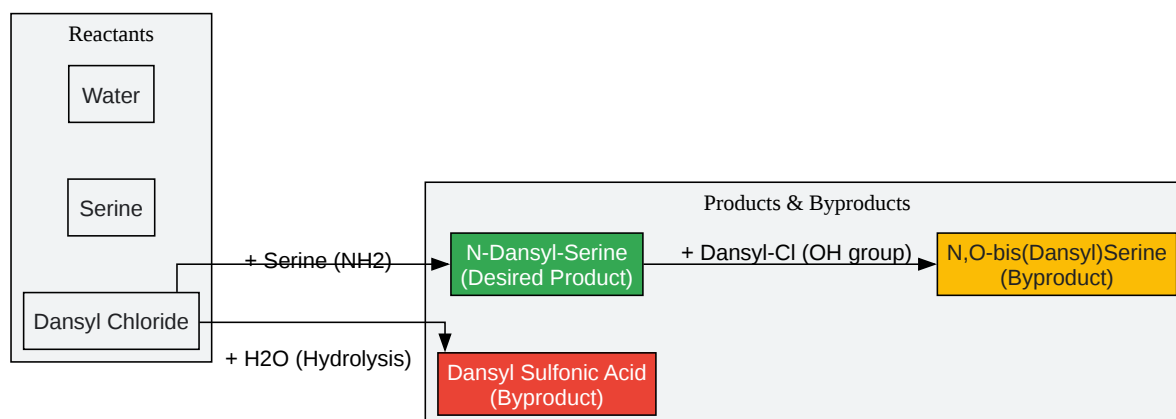 Reactants
Water
Serine
Dansyl Chloride
Products & Byproducts
+ Serine (NH2)
N-Dansyl-Serine
(Desired Product)
+ Dansyl-Cl (OH group)
N,O-bis(Dansyl)Serine
(Byproduct)
+ H2O (Hydrolysis)
Dansyl Sulfonic Acid
(Byproduct)